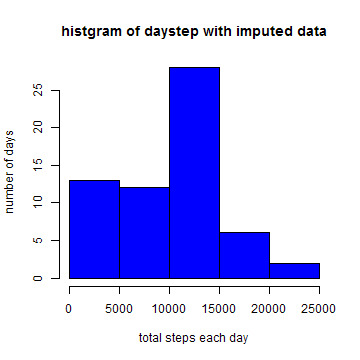 histgram of daystep with imputed data
number of days
25
20
15
10
5
0
0 5000 10000 15000 20000 25000
total steps each day